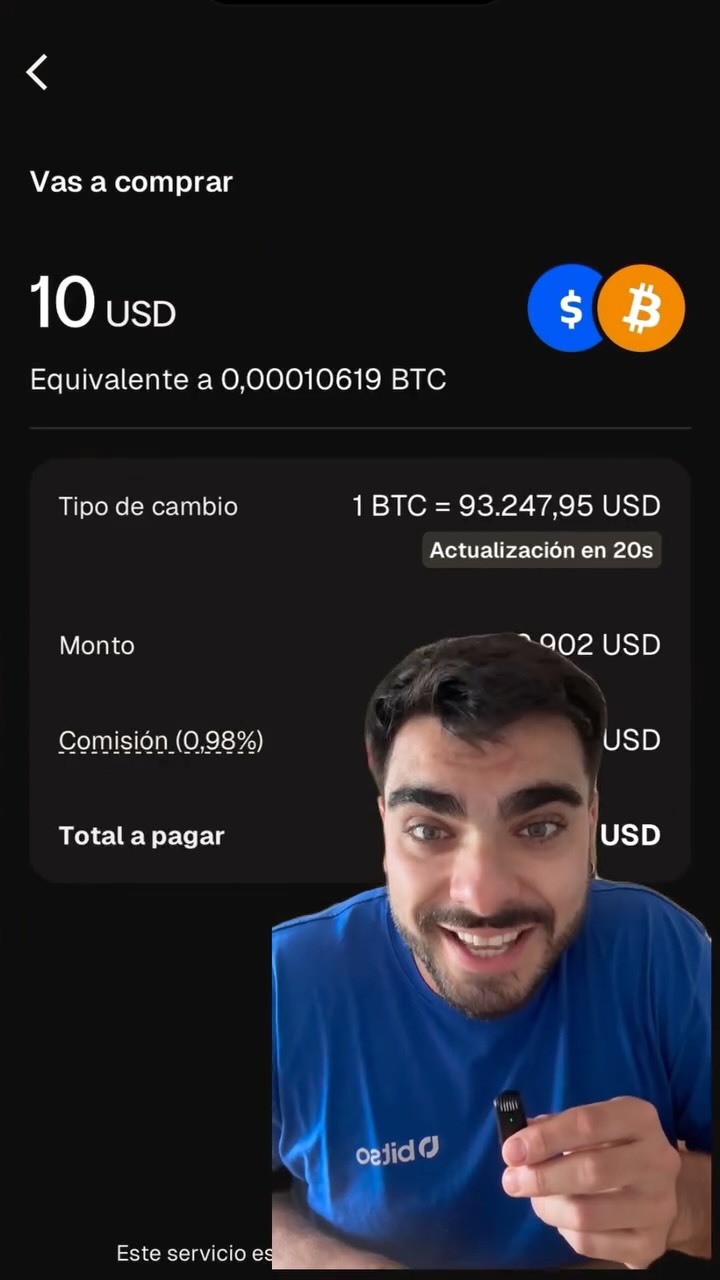 Vas a comprar
10 USD
Equivalente a 0,00010619 BTC
Tipo de cambio 1 BTC = 93.247,95 USD
Actualización en 20s
Monto 902 USD
Comisión (0,98%) USD
Total a pagar USD
bitso
Este servicio es